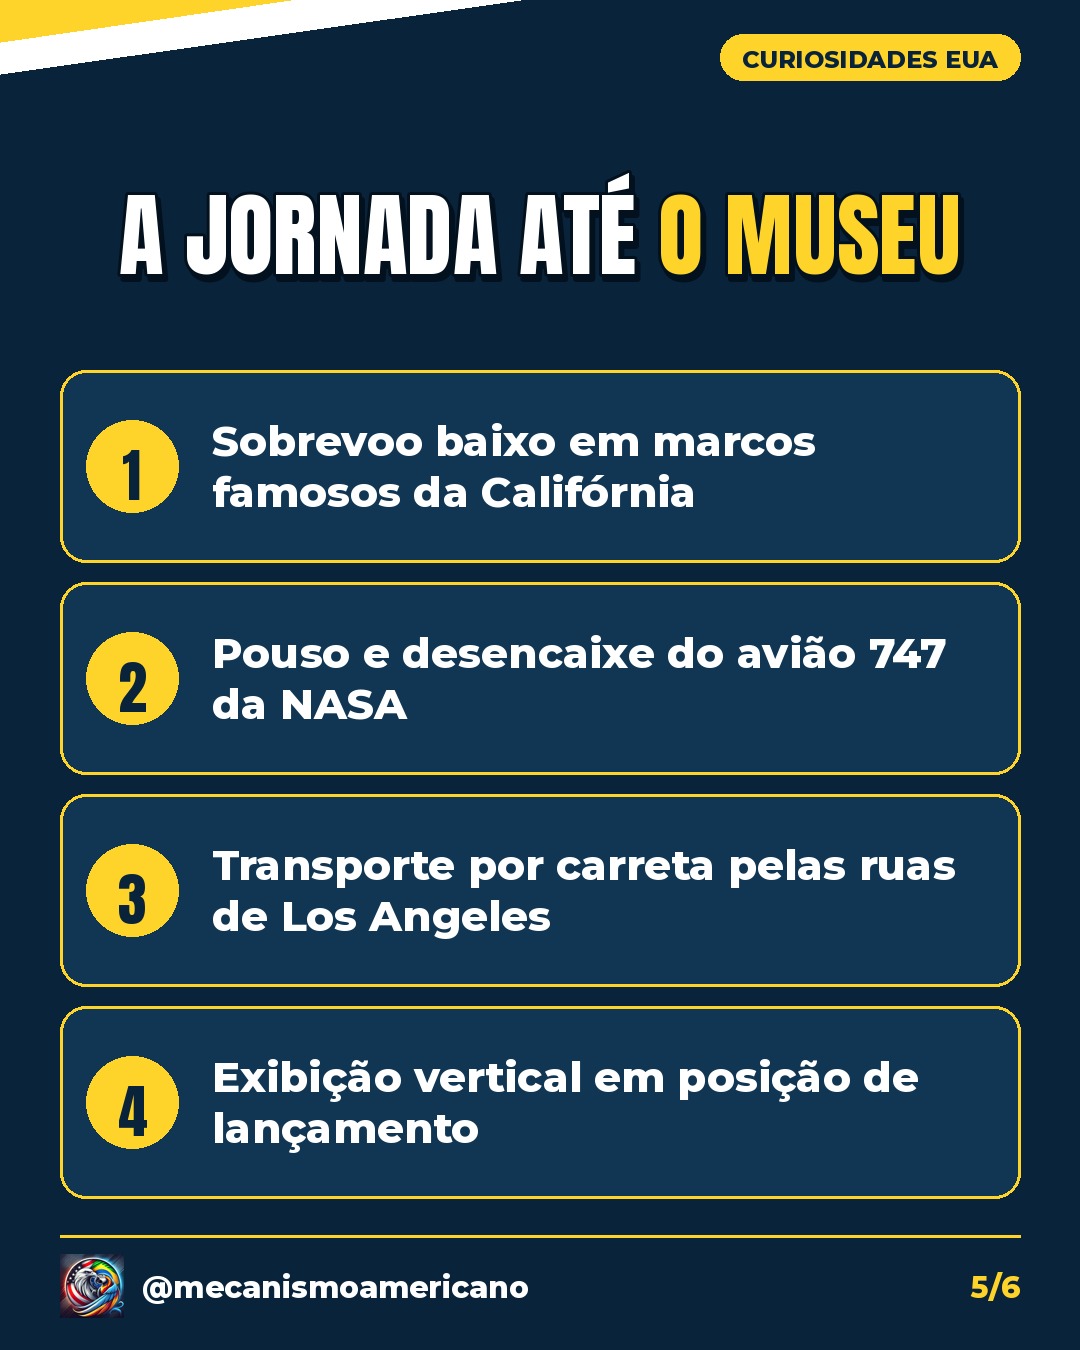 CURIOSIDADES EUA
A JORNADA ATÉ O MUSEU
1
Sobrevoo baixo em marcos
famosos da Califórnia
2
Pouso e desencaixe do avião 747
da NASA
3
Transporte por carreta pelas ruas
de Los Angeles
4
Exibição vertical em posição de
lançamento
@mecanismoamericano
5/6